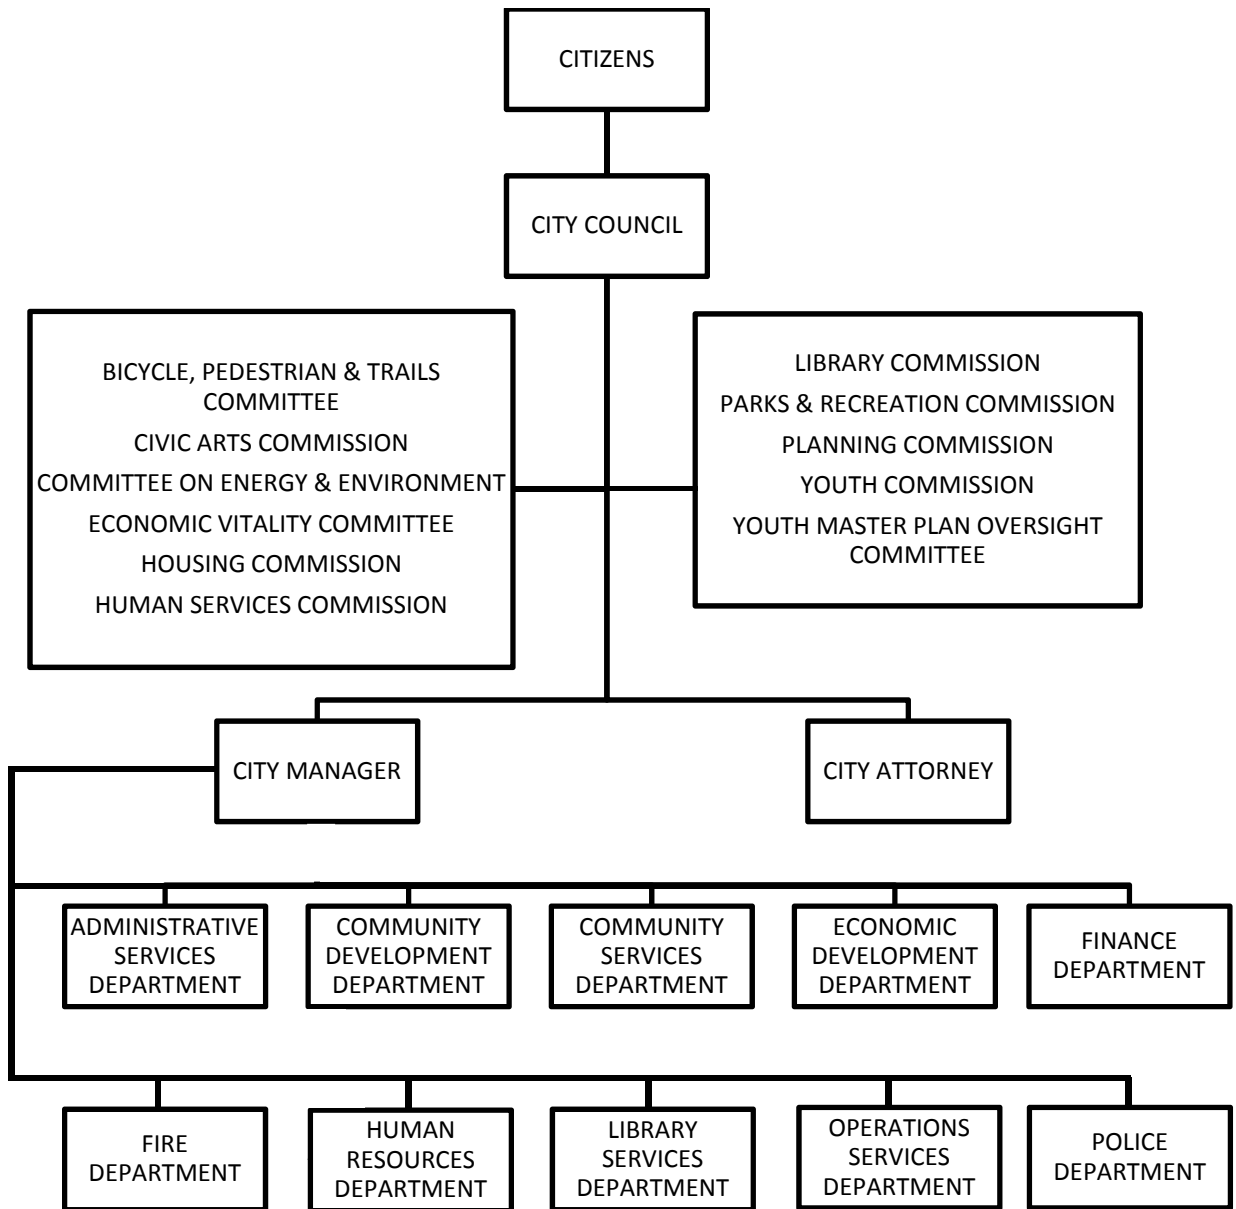 CITIZENS
CITY COUNCIL
BICYCLE, PEDESTRIAN & TRAILS
COMMITTEE
CIVIC ARTS COMMISSION
COMMITTEE ON ENERGY & ENVIRONMENT
ECONOMIC VITALITY COMMITTEE
HOUSING COMMISSION
HUMAN SERVICES COMMISSION
LIBRARY COMMISSION
PARKS & RECREATION COMMISSION
PLANNING COMMISSION
YOUTH COMMISSION
YOUTH MASTER PLAN OVERSIGHT
COMMITTEE
CITY MANAGER
CITY ATTORNEY
ADMINISTRATIVE
SERVICES
DEPARTMENT
COMMUNITY
DEVELOPMENT
DEPARTMENT
COMMUNITY
SERVICES
DEPARTMENT
ECONOMIC
DEVELOPMENT
DEPARTMENT
FINANCE
DEPARTMENT
FIRE
DEPARTMENT
HUMAN
RESOURCES
DEPARTMENT
LIBRARY
SERVICES
DEPARTMENT
OPERATIONS
SERVICES
DEPARTMENT
POLICE
DEPARTMENT